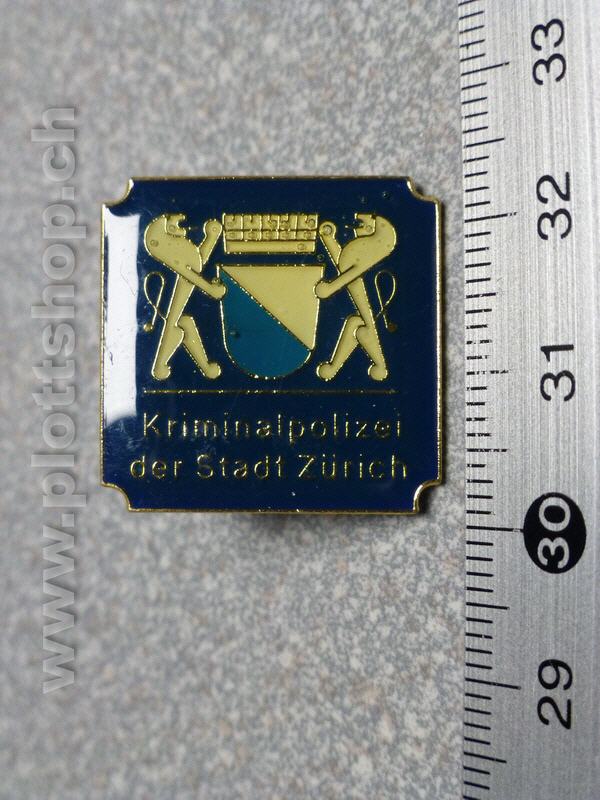 Kriminalpolizei
der Stadt Zürich
33
32
31
30
29
www.plottshop.ch